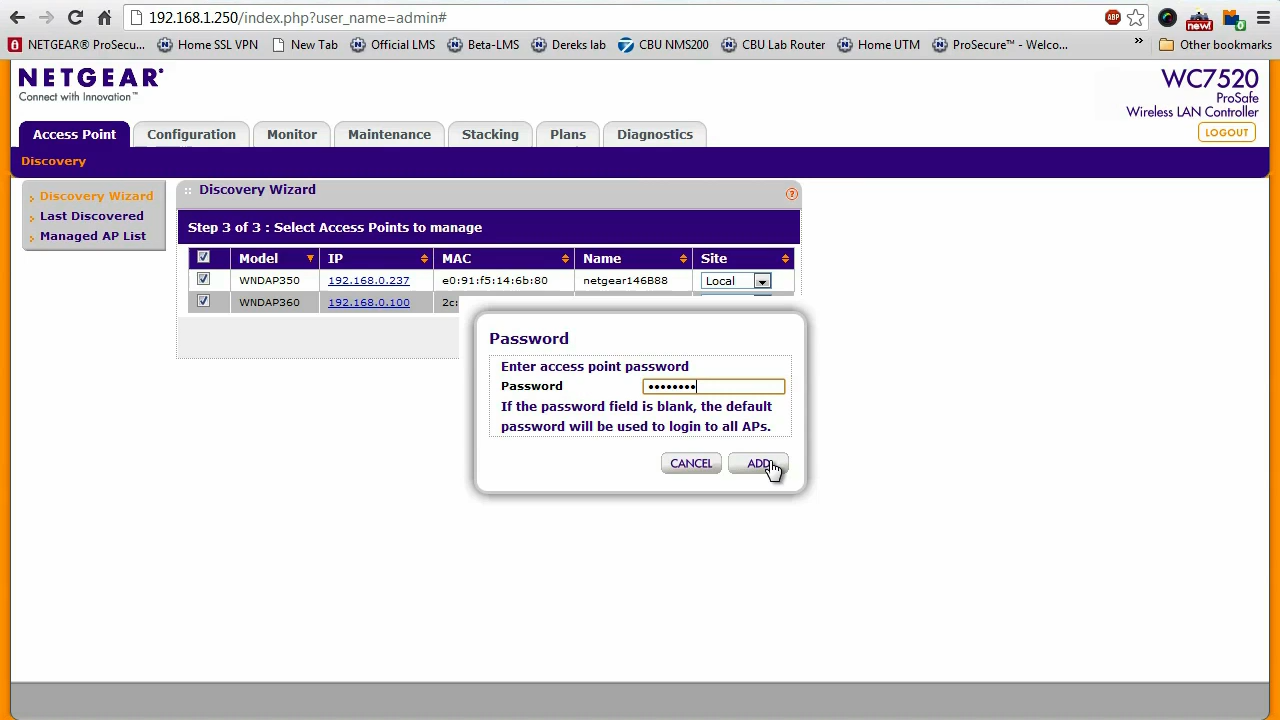 192.168.1.250/index.php?user_name=admin#
ABP
new!
NETGEAR® ProSecu... Home SSL VPN New Tab Official LMS Beta-LMS Dereks lab CBU NMS200 CBU Lab Router Home UTM ProSecure™ - Welco... » Other bookmarks
NETGEAR®
Connect with Innovation™
WC7520
ProSafe
Wireless LAN Controller
LOGOUT
Access Point Configuration Monitor Maintenance Stacking Plans Diagnostics
Discovery
Discovery Wizard
Last Discovered
Managed AP List
Discovery Wizard ?
Step 3 of 3 : Select Access Points to manage
Model IP MAC Name Site
WNDAP350 192.168.0.237 e0:91:f5:14:6b:80 netgear146B88 Local
WNDAP360 192.168.0.100 2c:
Password
Enter access point password
Password ••••••••
If the password field is blank, the default
password will be used to login to all APs.
CANCEL ADD